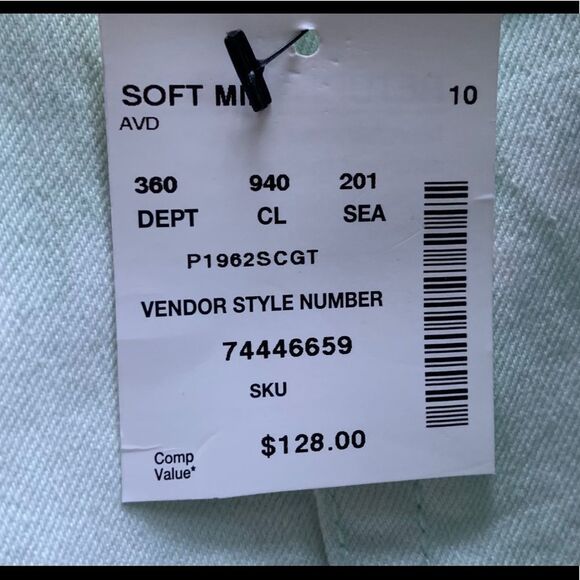 SOFT 10
AVD
360 940 201
DEPT CL SEA
P1962SCGT
VENDOR STYLE NUMBER
74446659
SKU
$128.00
Comp
Value*